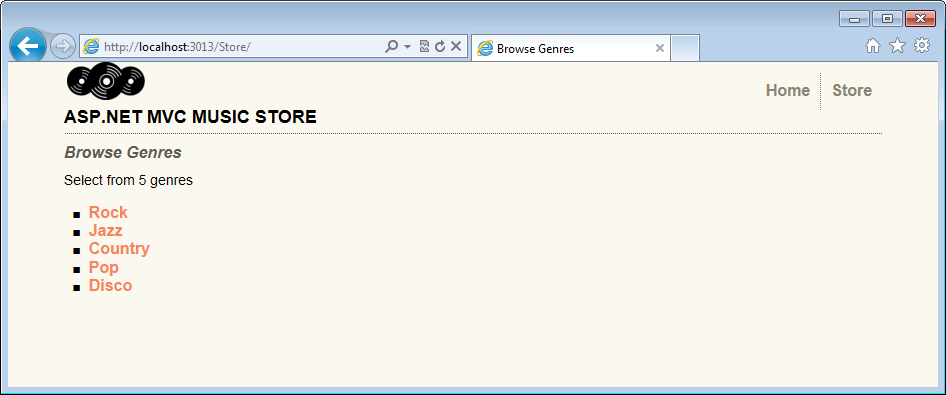 http://localhost:3013/Store/
Browse Genres
Home
Store
ASP.NET MVC MUSIC STORE
Browse Genres
Select from 5 genres
Rock
Jazz
Country
Pop
Disco